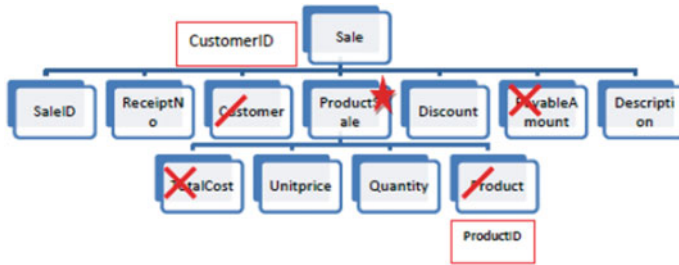 CustomerID
Sale
SaleID
ReceiptN
o
Customer
ProductS
ale
Discount
PayableA
mount
Descripti
on
TotalCost
Unitprice
Quantity
Product
ProductID